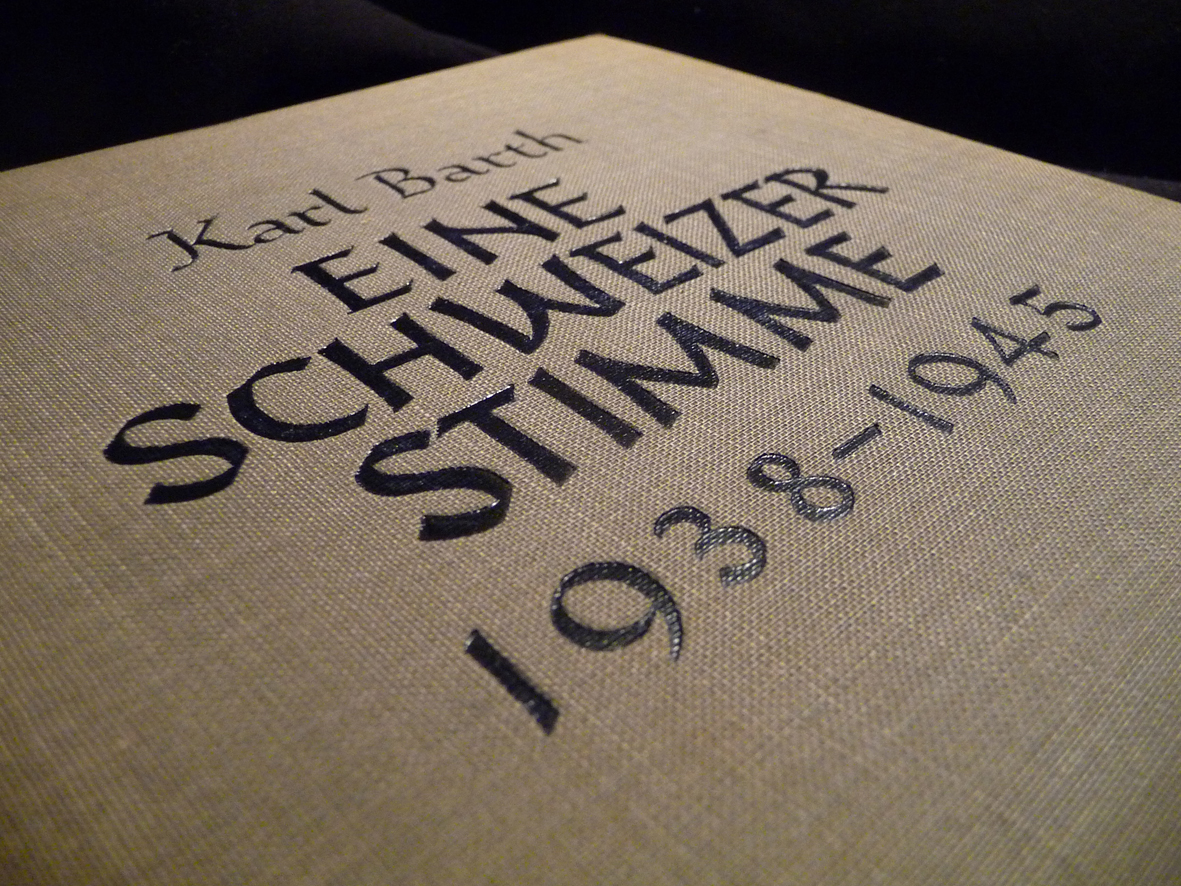 Karl Barth
EINE
SCHWEIZER
STIMME
1938-1945